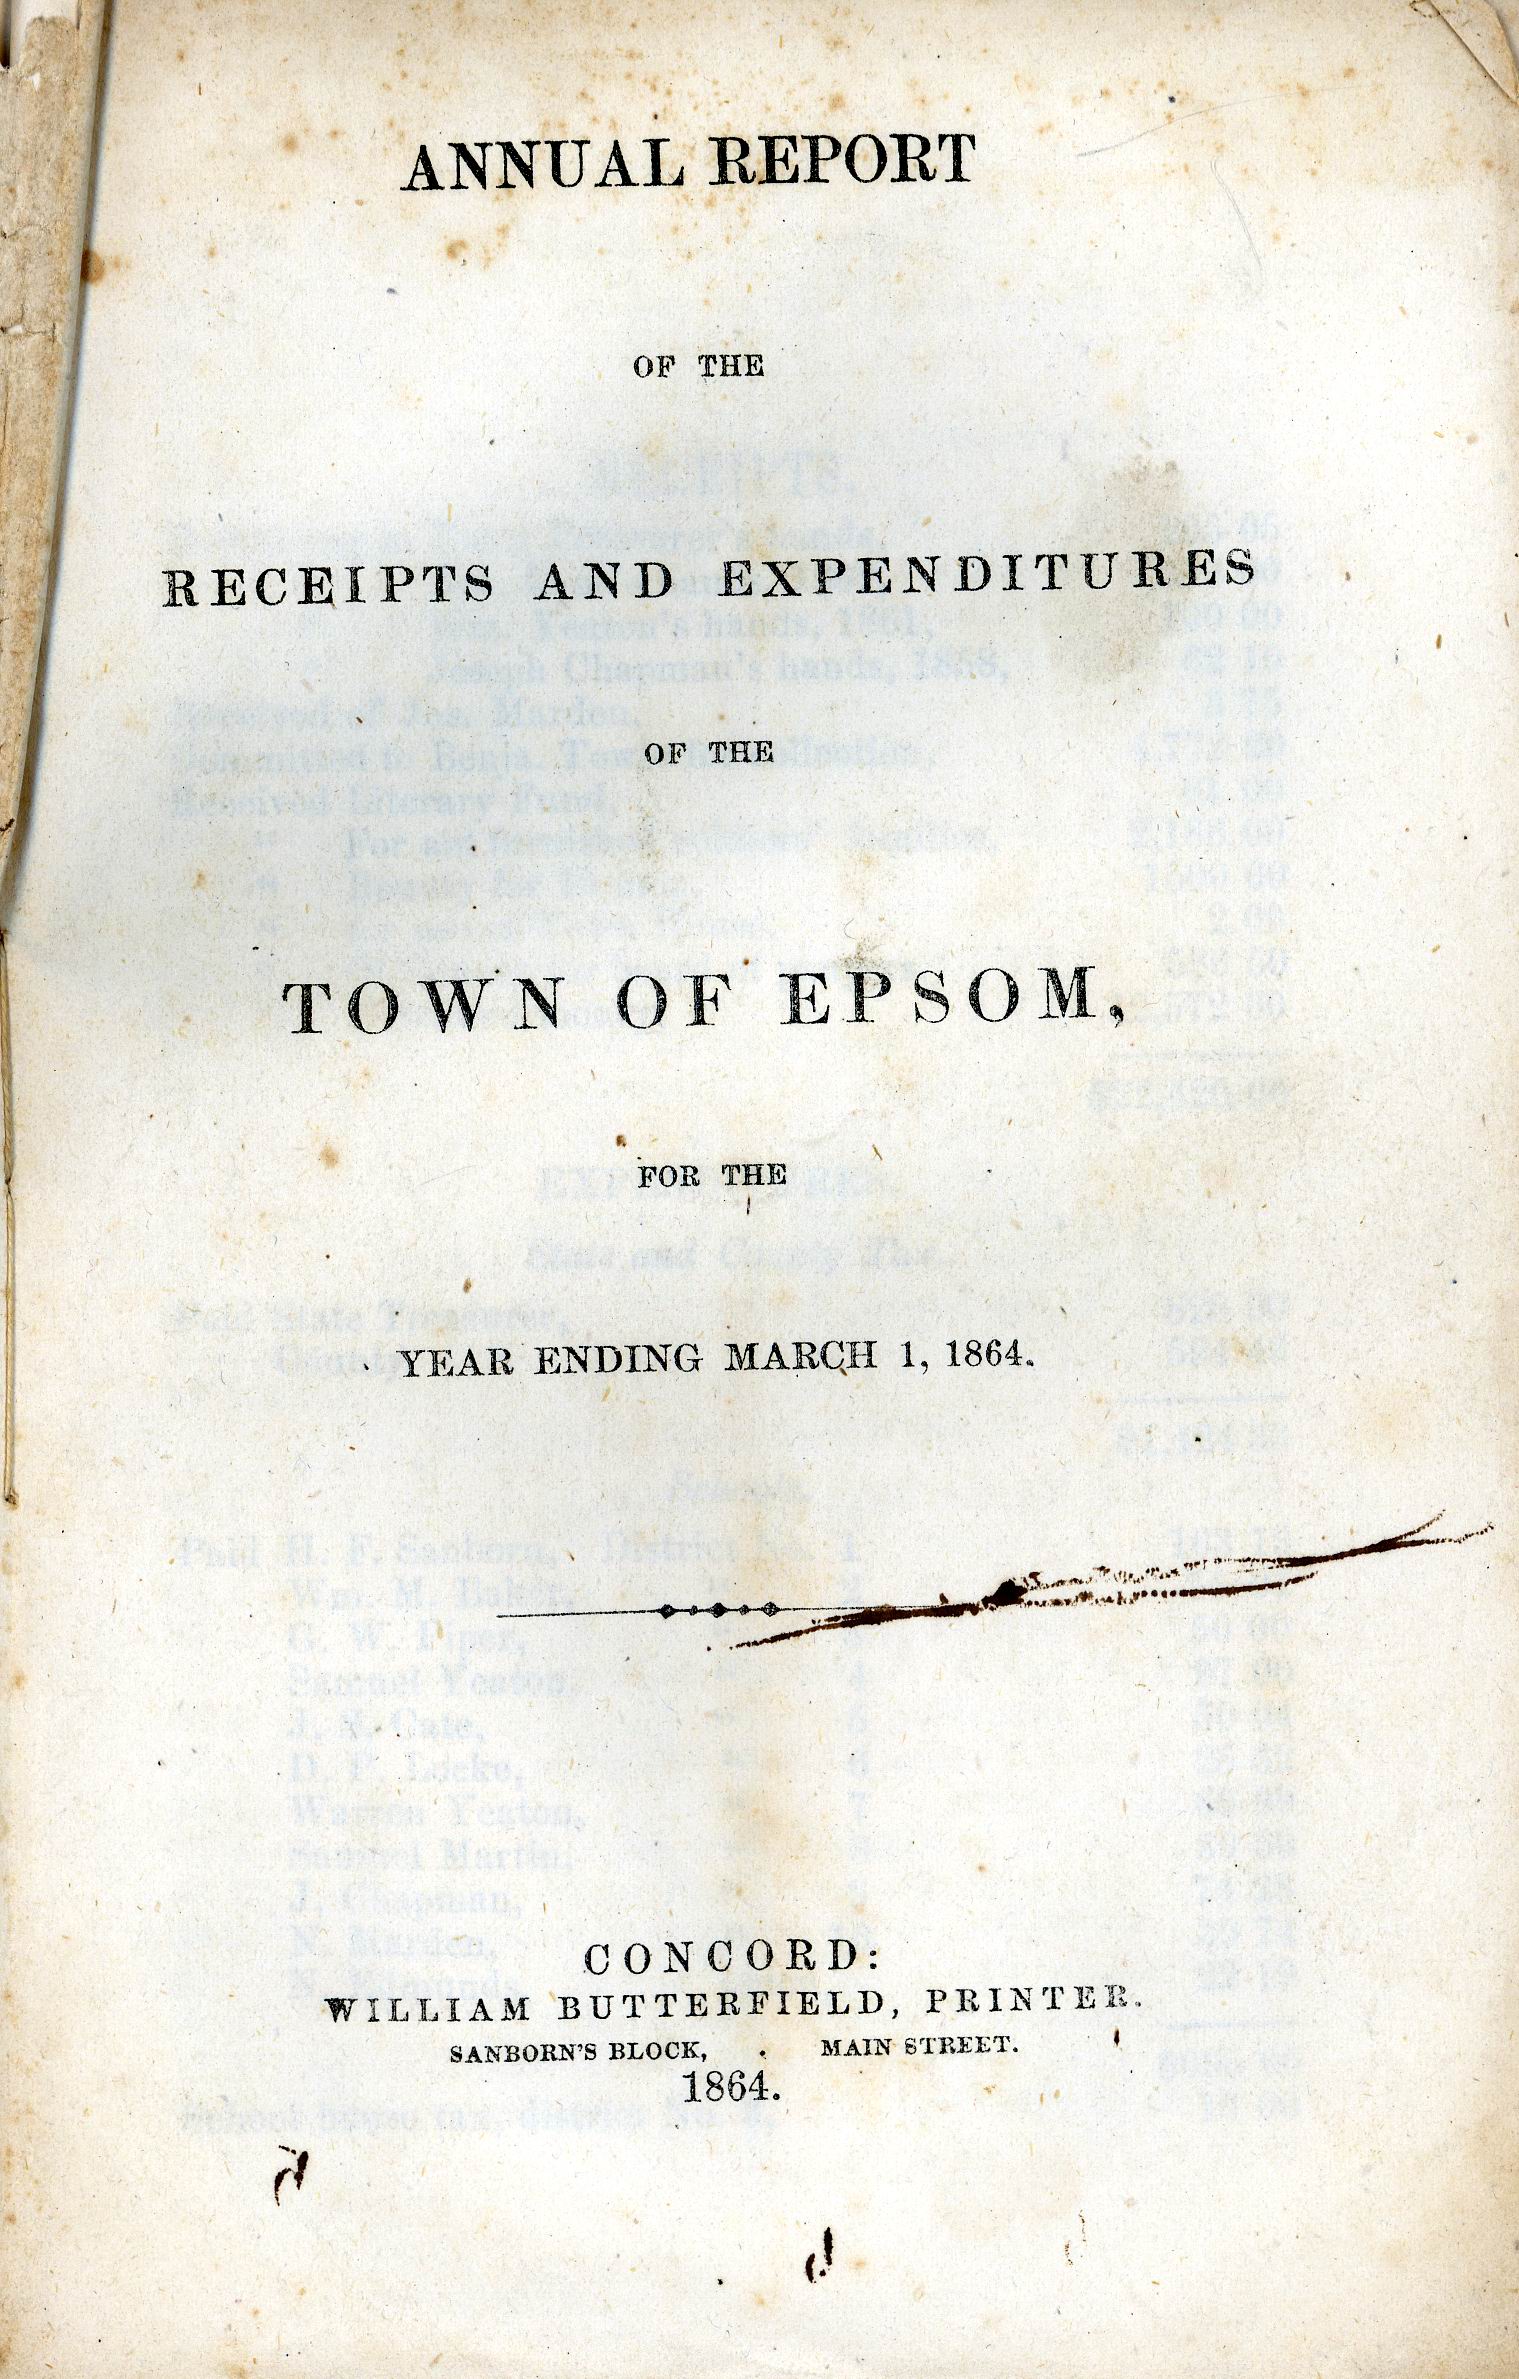 ANNUAL REPORT
OF THE
RECEIPTS AND EXPENDITURES
OF THE
TOWN OF EPSOM,
FOR THE
YEAR ENDING MARCH 1, 1864.
CONCORD:
WILLIAM BUTTERFIELD, PRINTER.
SANBORN'S BLOCK, MAIN STREET.
1864.